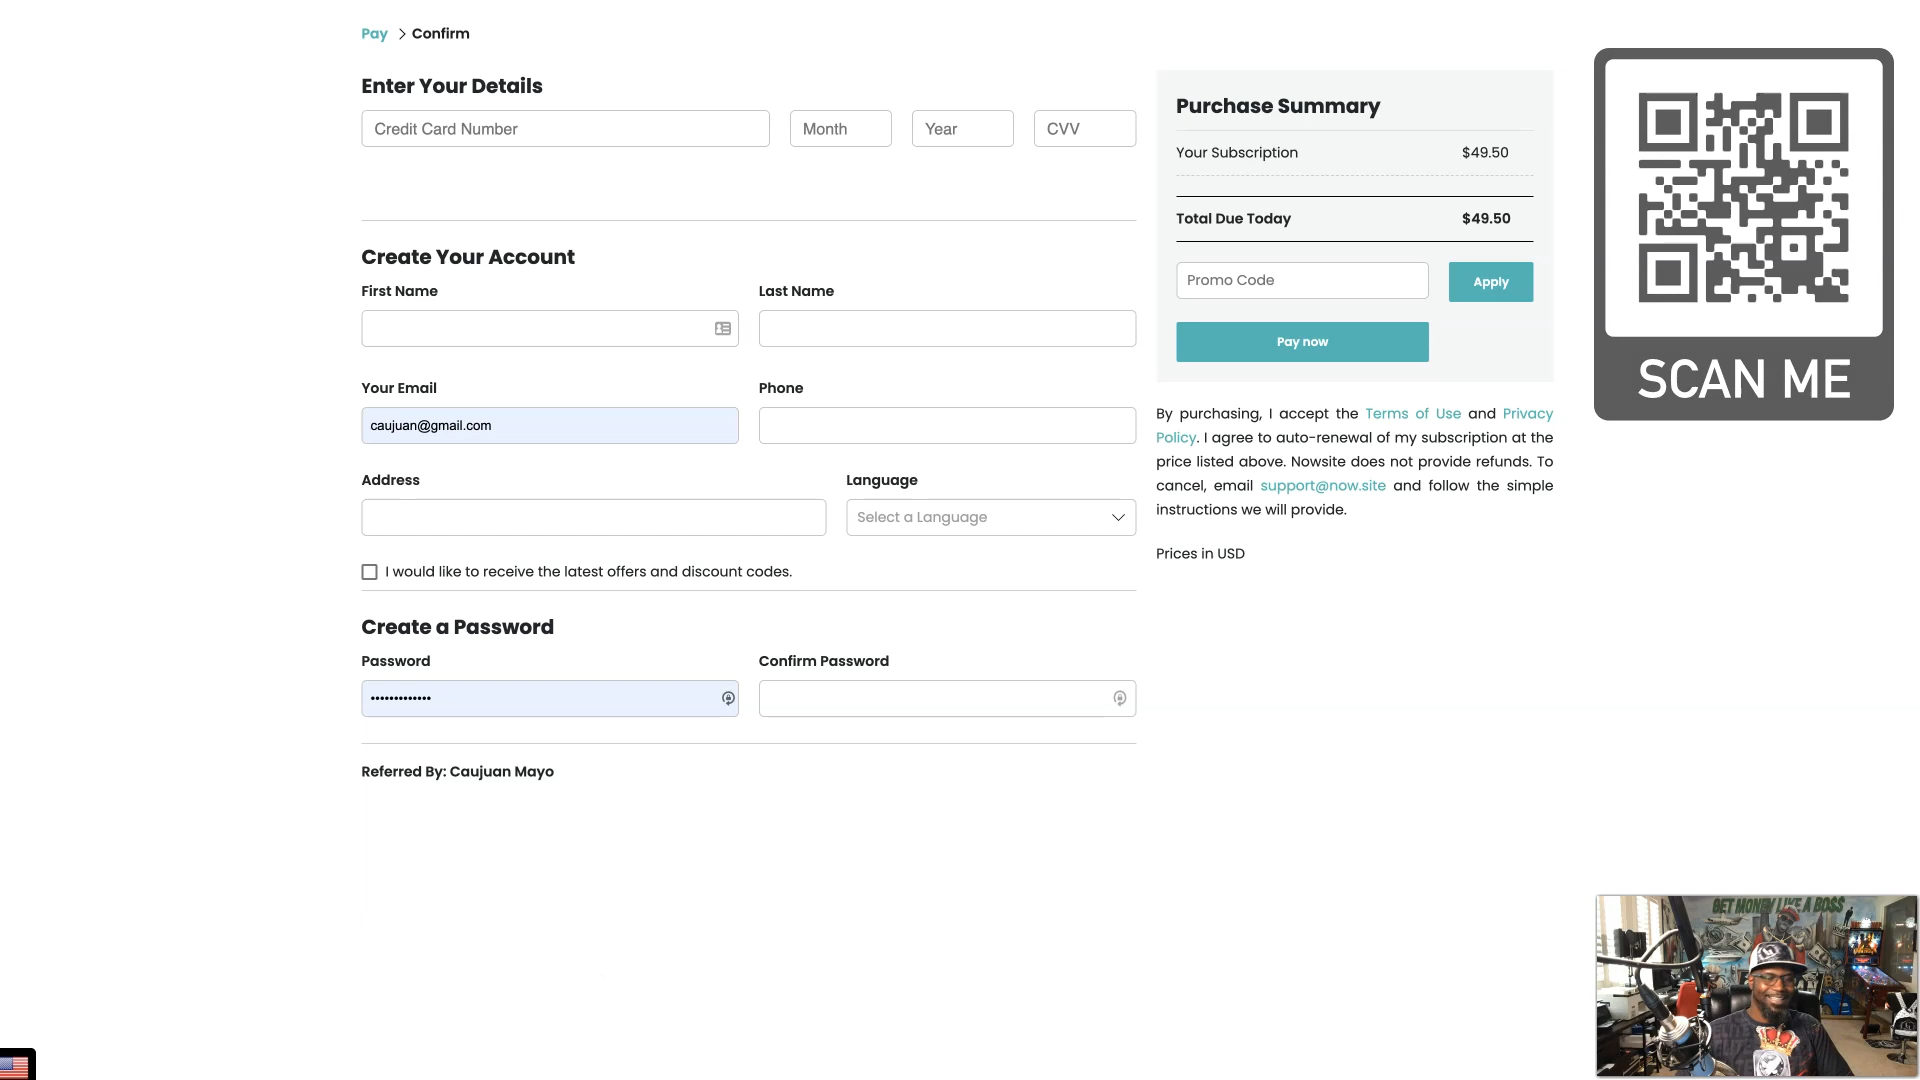 Pay > Confirm
Enter Your Details
Credit Card Number
Month
Year
CVV
Create Your Account
First Name
Last Name
Your Email
Phone
caujuan@gmail.com
Address
Language
Select a Language
I would like to receive the latest offers and discount codes.
Create a Password
Password
Confirm Password
•••••••••••••
Referred By: Caujuan Mayo
Purchase Summary
Your Subscription $49.50
Total Due Today $49.50
Promo Code
Apply
Pay now
By purchasing, I accept the Terms of Use and Privacy
Policy. I agree to auto-renewal of my subscription at the
price listed above. Nowsite does not provide refunds. To
cancel, email support@now.site and follow the simple
instructions we will provide.
Prices in USD
SCAN ME
GET MONEY LIKE A BOSS